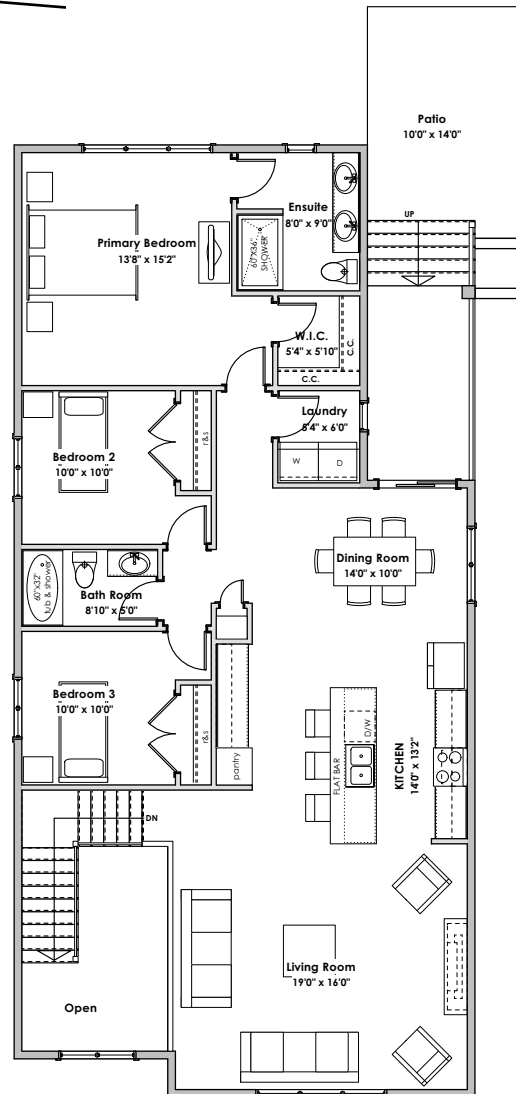 Patio
10'0" x 14'0"
UP
Ensuite
8'0" x 9'0"
Primary Bedroom
13'8" x 15'2"
60"X36"
SHOWER
W.I.C.
5'4" x 5'10"
C.C.
C.C.
Laundry
5'4" x 6'0"
W
D
Bedroom 2
10'0" x 10'0"
r&s
Dining Room
14'0" x 10'0"
60"X32"
tub & shower
Bath Room
8'10" x 5'0"
Bedroom 3
10'0" x 10'0"
r&s
pantry
FLAT BAR
D/W
KITCHEN
14'0" x 13'2"
DN
Living Room
19'0" x 16'0"
Open